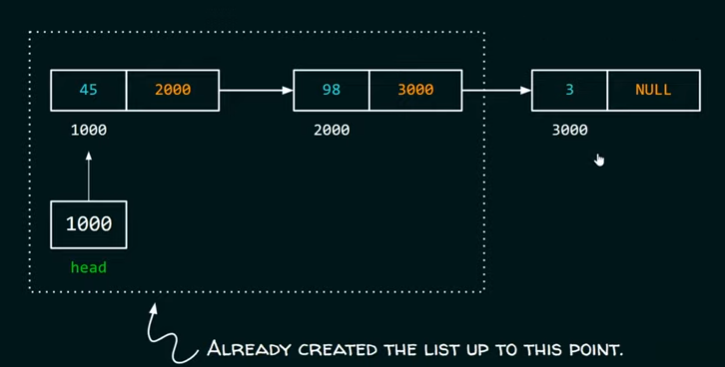 45 2000 98 3000 3 NULL
1000 2000 3000
1000
head
ALREADY CREATED THE LIST UP TO THIS POINT.